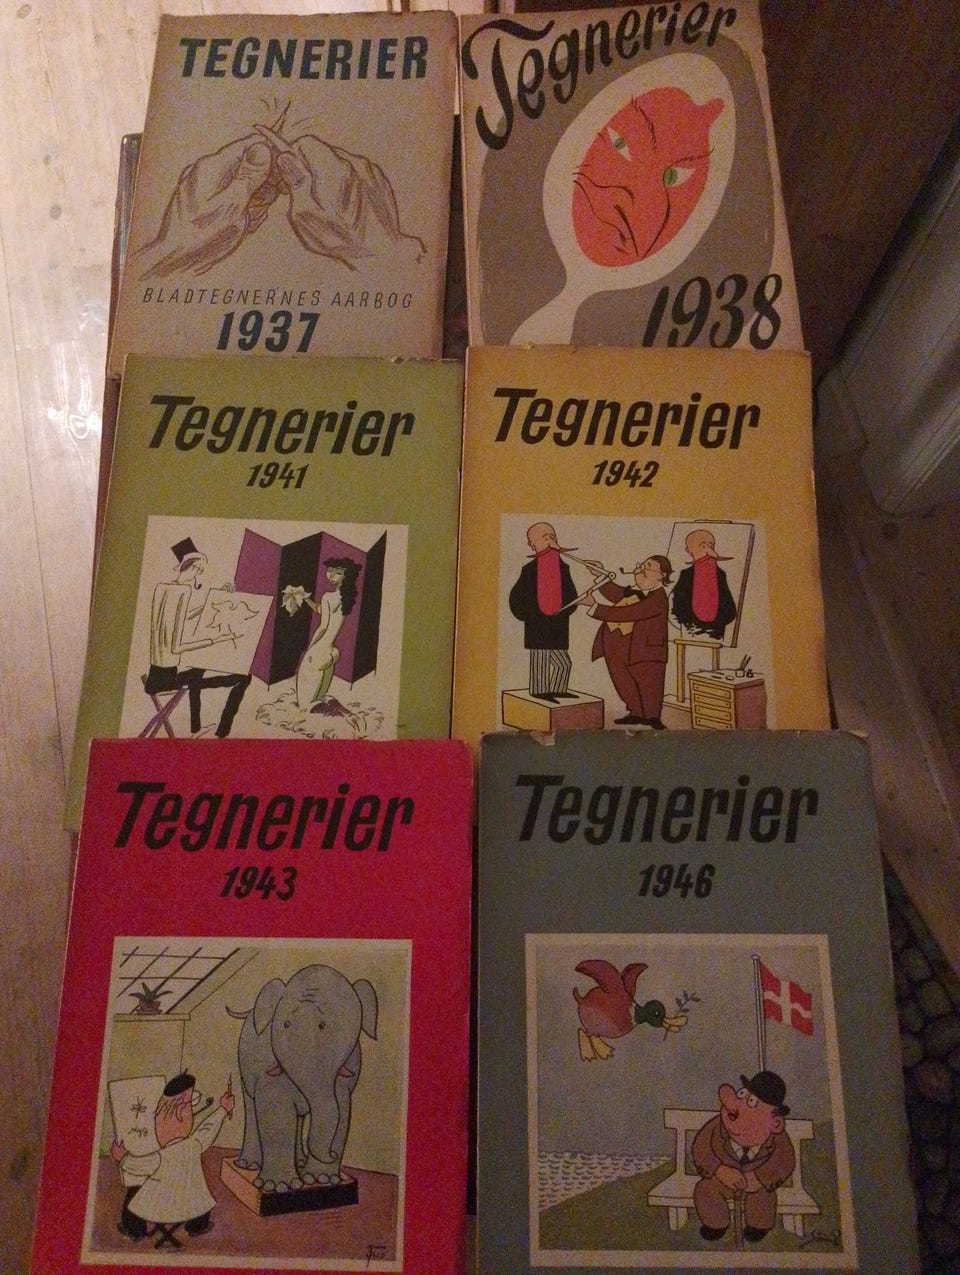 TEGNERIER
BLADTEGNERNES AARBOG
1937
Tegnerier
1938
Tegnerier
1941
Tegnerier
1942
Tegnerier
1943
Tegnerier
1946